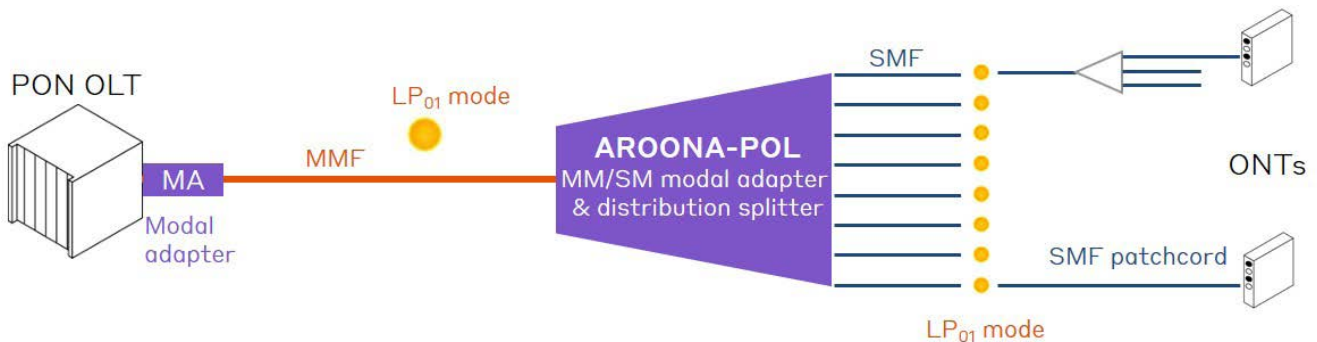 PON OLT
MA
Modal
adapter
MMF
LP₀₁ mode
AROONA-POL
MM/SM modal adapter
& distribution splitter
SMF
ONTs
SMF patchcord
LP₀₁ mode